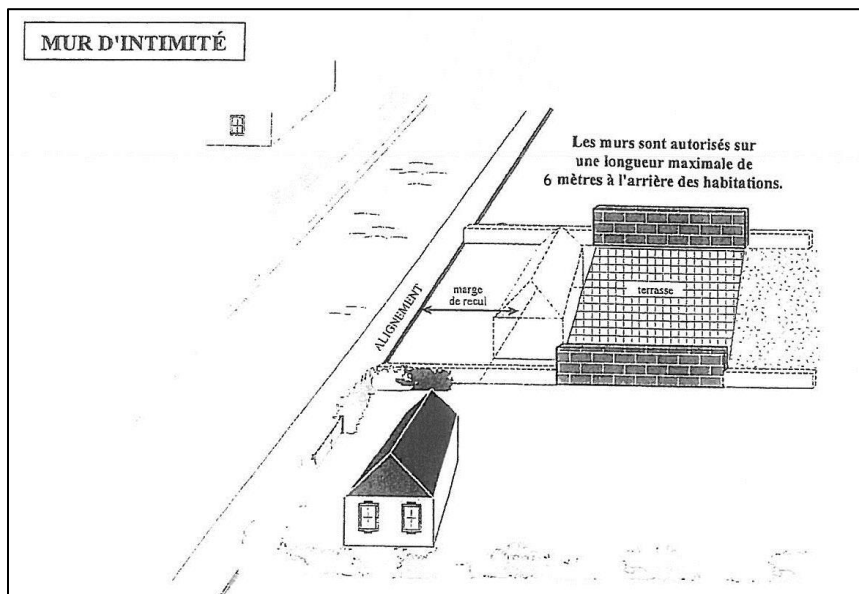 MUR D'INTIMITÉ
Les murs sont autorisés sur
une longueur maximale de
6 mètres à l'arrière des habitations.
ALIGNEMENT
marge
de recul
terrasse